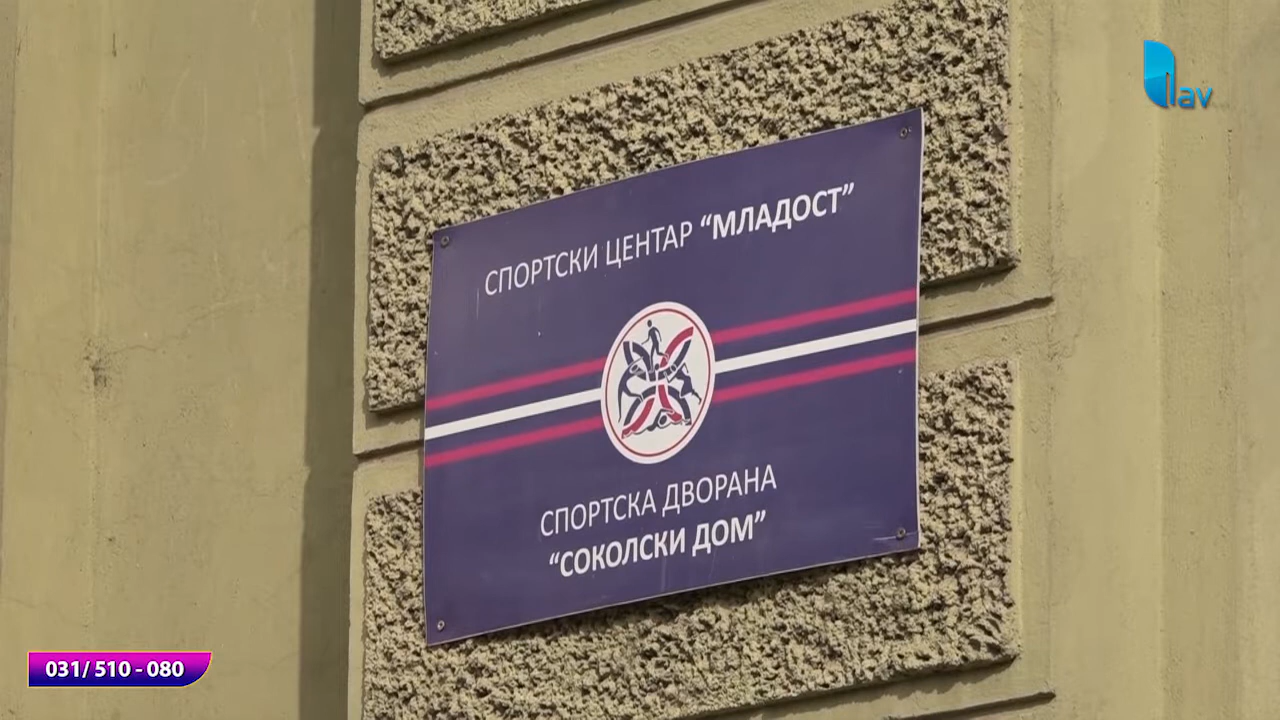 lav
СПОРТСКИ ЦЕНТАР “МЛАДОСТ”
СПОРТСКА ДВОРАНА
“СОКОЛСКИ ДОМ”
031/ 510 - 080